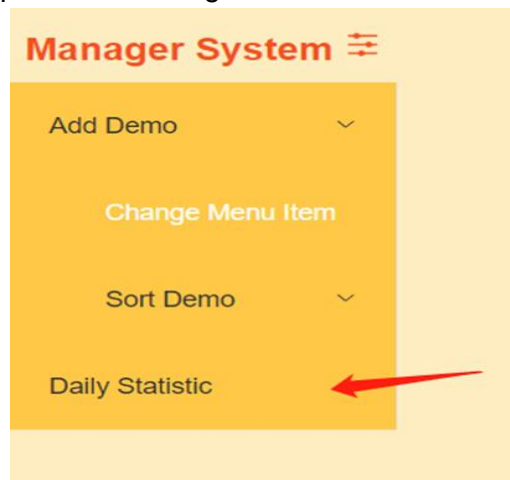 Manager System
Add Demo
Change Menu Item
Sort Demo
Daily Statistic